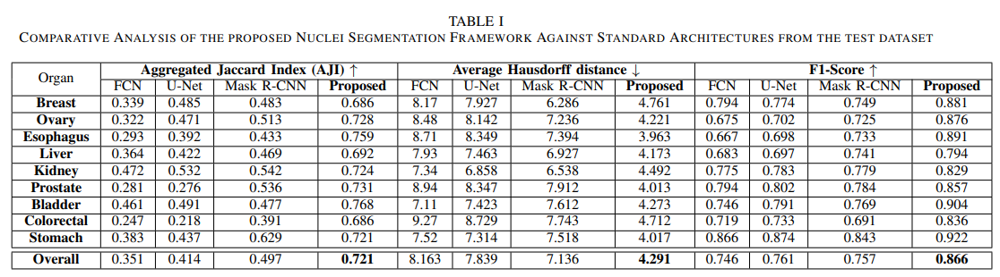 TABLE I
COMPARATIVE ANALYSIS OF THE PROPOSED NUCLEI SEGMENTATION FRAMEWORK AGAINST STANDARD ARCHITECTURES FROM THE TEST DATASET
Organ Aggregated Jaccard Index (AJI) ↑ Average Hausdorff distance ↓ F1-Score ↑
FCN U-Net Mask R-CNN Proposed FCN U-Net Mask R-CNN Proposed FCN U-Net Mask R-CNN Proposed
Breast 0.339 0.485 0.483 0.686 8.17 7.927 6.286 4.761 0.794 0.774 0.749 0.881
Ovary 0.322 0.471 0.513 0.728 8.48 8.142 7.236 4.221 0.675 0.702 0.725 0.876
Esophagus 0.293 0.392 0.433 0.759 8.71 8.349 7.394 3.963 0.667 0.698 0.733 0.891
Liver 0.364 0.422 0.469 0.692 7.93 7.463 6.927 4.173 0.683 0.697 0.741 0.794
Kidney 0.472 0.532 0.542 0.724 7.34 6.858 6.538 4.492 0.775 0.783 0.779 0.829
Prostate 0.281 0.276 0.536 0.731 8.94 8.347 7.912 4.013 0.794 0.802 0.784 0.857
Bladder 0.461 0.491 0.477 0.768 7.11 7.423 7.612 4.273 0.746 0.791 0.769 0.904
Colorectal 0.247 0.218 0.391 0.686 9.27 8.729 7.743 4.712 0.719 0.733 0.691 0.836
Stomach 0.383 0.437 0.629 0.721 7.52 7.314 7.518 4.017 0.866 0.874 0.843 0.922
Overall 0.351 0.414 0.497 0.721 8.163 7.839 7.136 4.291 0.746 0.761 0.757 0.866